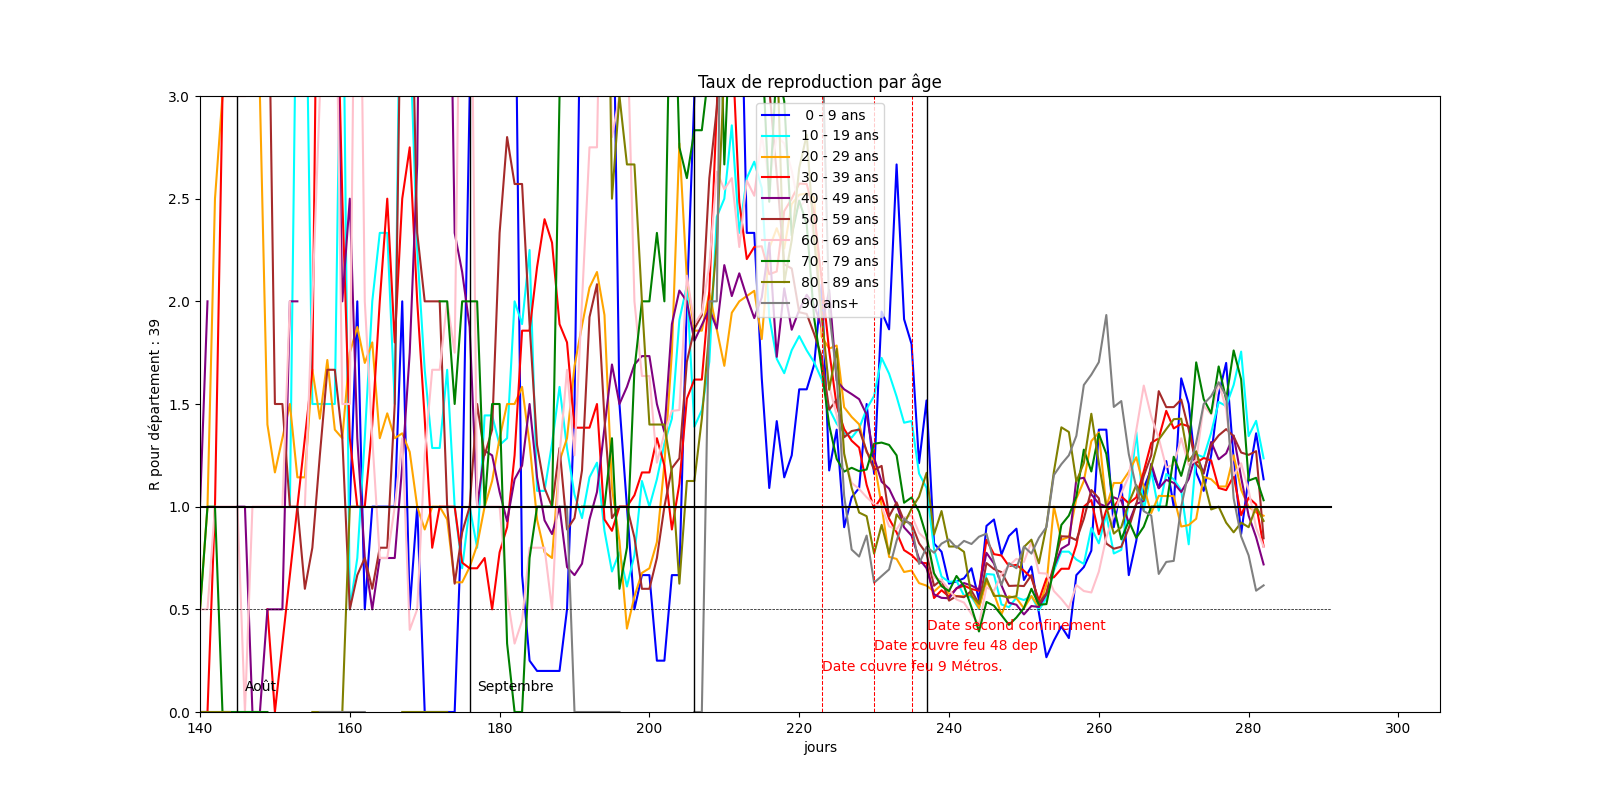 Taux de reproduction par âge
R pour département : 39
3.0
2.5
2.0
1.5
1.0
0.5
0.0
0 - 9 ans
10 - 19 ans
20 - 29 ans
30 - 39 ans
40 - 49 ans
50 - 59 ans
60 - 69 ans
70 - 79 ans
80 - 89 ans
90 ans+
Date second confinement
Date couvre feu 48 dep
Date couvre feu 9 Métros.
Août
Septembre
140 160 180 200 220 240 260 280 300
jours